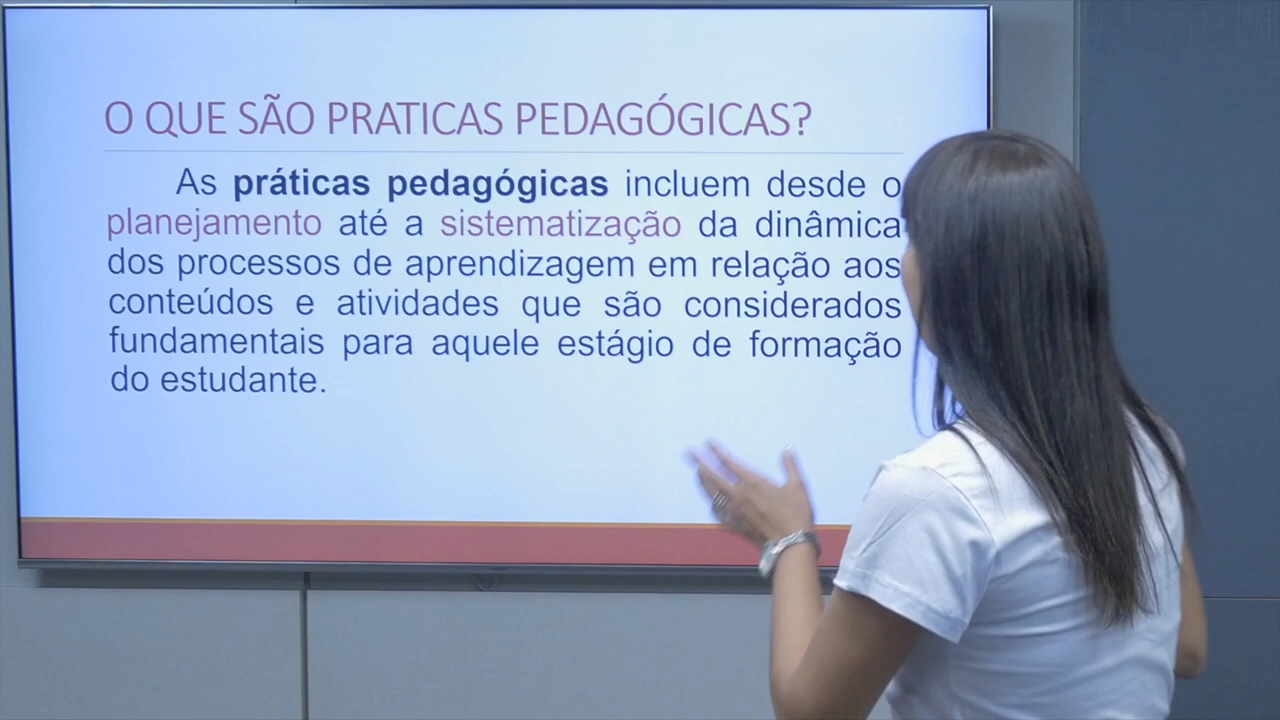 O QUE SÃO PRATICAS PEDAGÓGICAS?
As práticas pedagógicas incluem desde o
planejamento até a sistematização da dinâmica
dos processos de aprendizagem em relação aos
conteúdos e atividades que são considerados
fundamentais para aquele estágio de formação
do estudante.